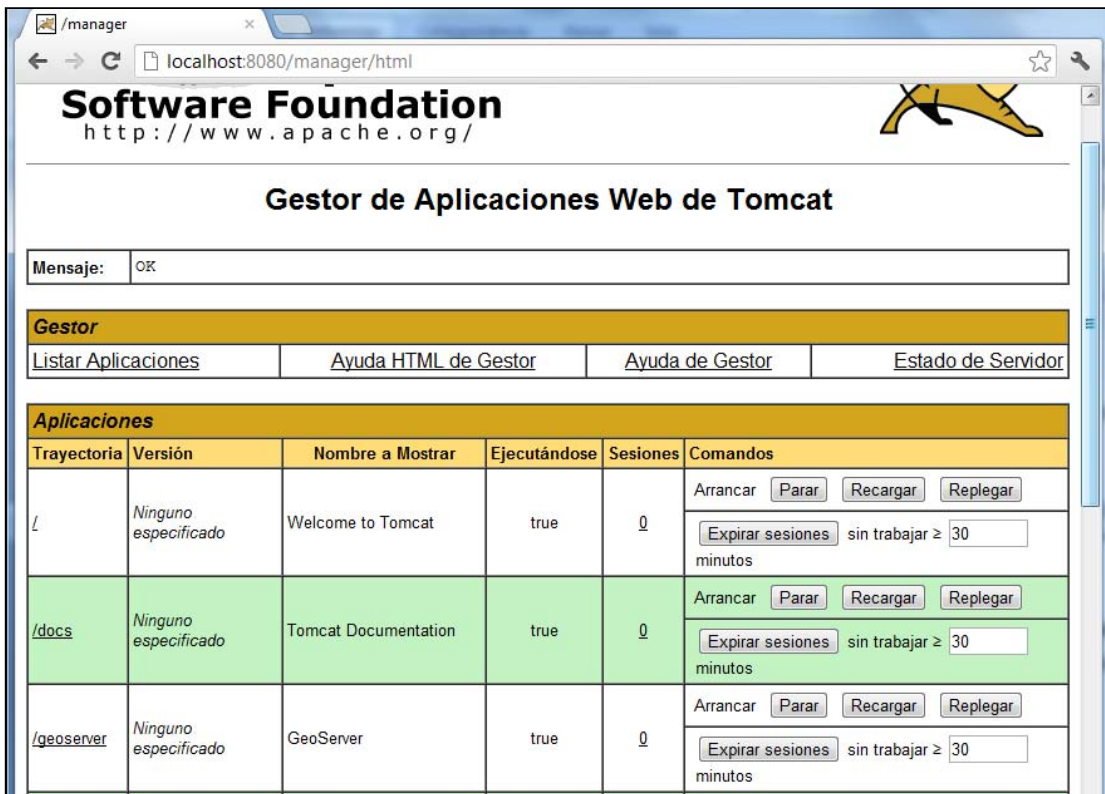 /manager
localhost:8080/manager/html
Software Foundation
http://www.apache.org/
Gestor de Aplicaciones Web de Tomcat
Mensaje: OK
Gestor
Listar Aplicaciones Ayuda HTML de Gestor Ayuda de Gestor Estado de Servidor
Aplicaciones
Trayectoria Versión Nombre a Mostrar Ejecutándose Sesiones Comandos
/ Ninguno especificado Welcome to Tomcat true 0 Arrancar Parar Recargar Replegar
Expirar sesiones sin trabajar ≥ 30
minutos
/docs Ninguno especificado Tomcat Documentation true 0 Arrancar Parar Recargar Replegar
Expirar sesiones sin trabajar ≥ 30
minutos
/geoserver Ninguno especificado GeoServer true 0 Arrancar Parar Recargar Replegar
Expirar sesiones sin trabajar ≥ 30
minutos